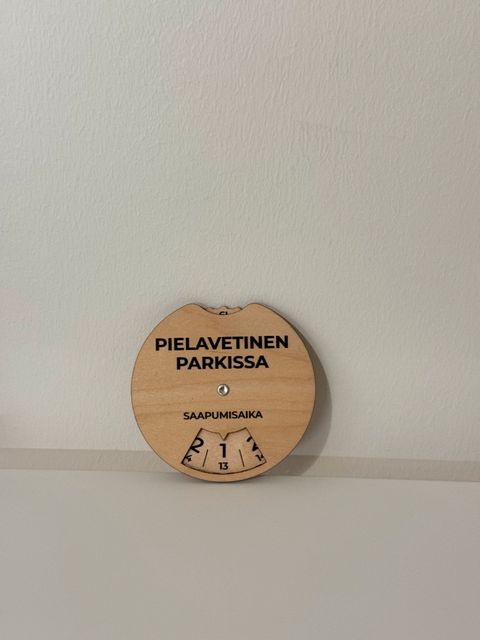 PIELAVETINEN
PARKISSA
SAAPUMISAIKA
2 1
13